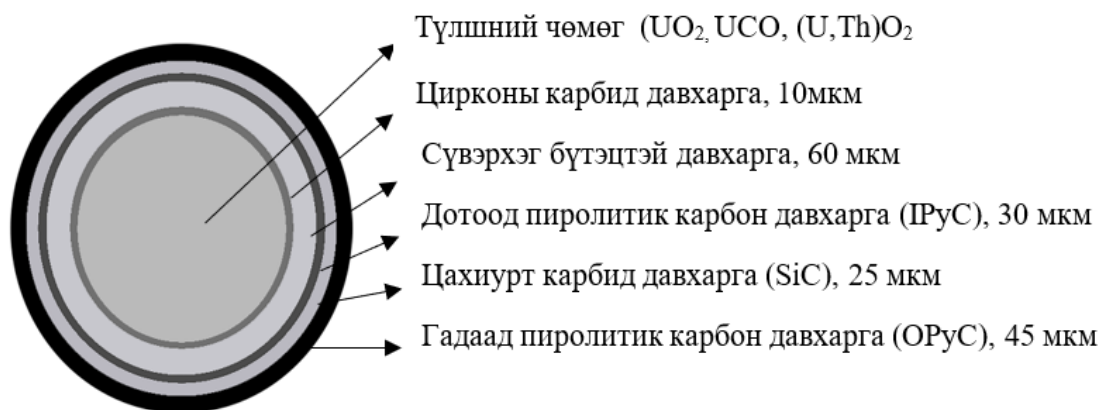 Түлшний чөмөг (UO2, UCO, (U,Th)O2
Цирконы карбид давхарга, 10мкм
Сүвэрхэг бүтэцтэй давхарга, 60 мкм
Дотоод пиролитик карбон давхарга (IPyC), 30 мкм
Цахиурт карбид давхарга (SiC), 25 мкм
Гадаад пиролитик карбон давхарга (OPyC), 45 мкм